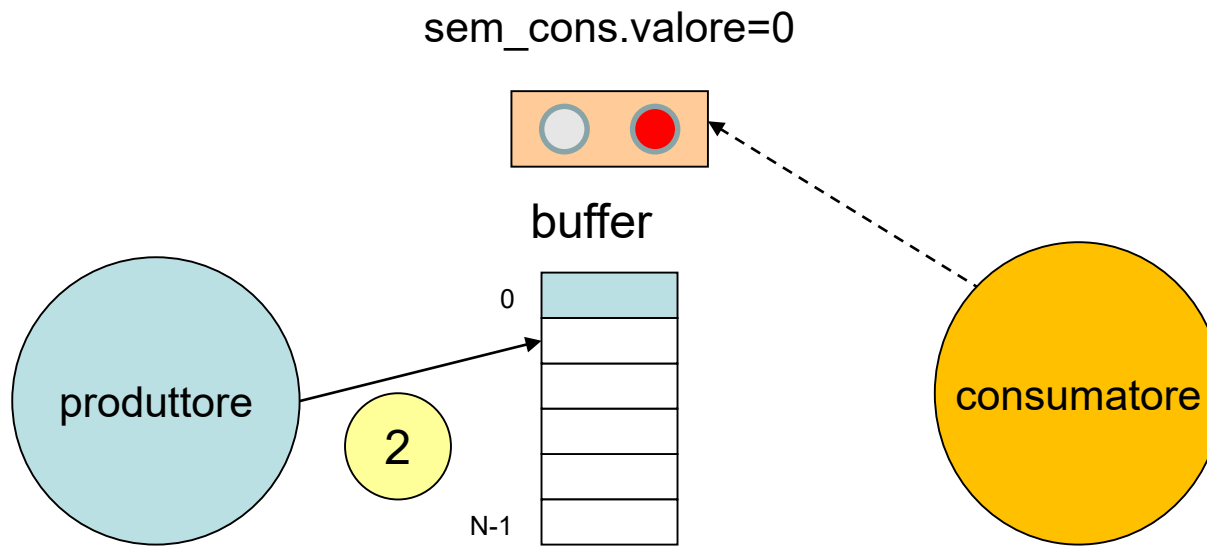 sem_cons.valore=0
buffer
0
produttore
consumatore
2
N-1